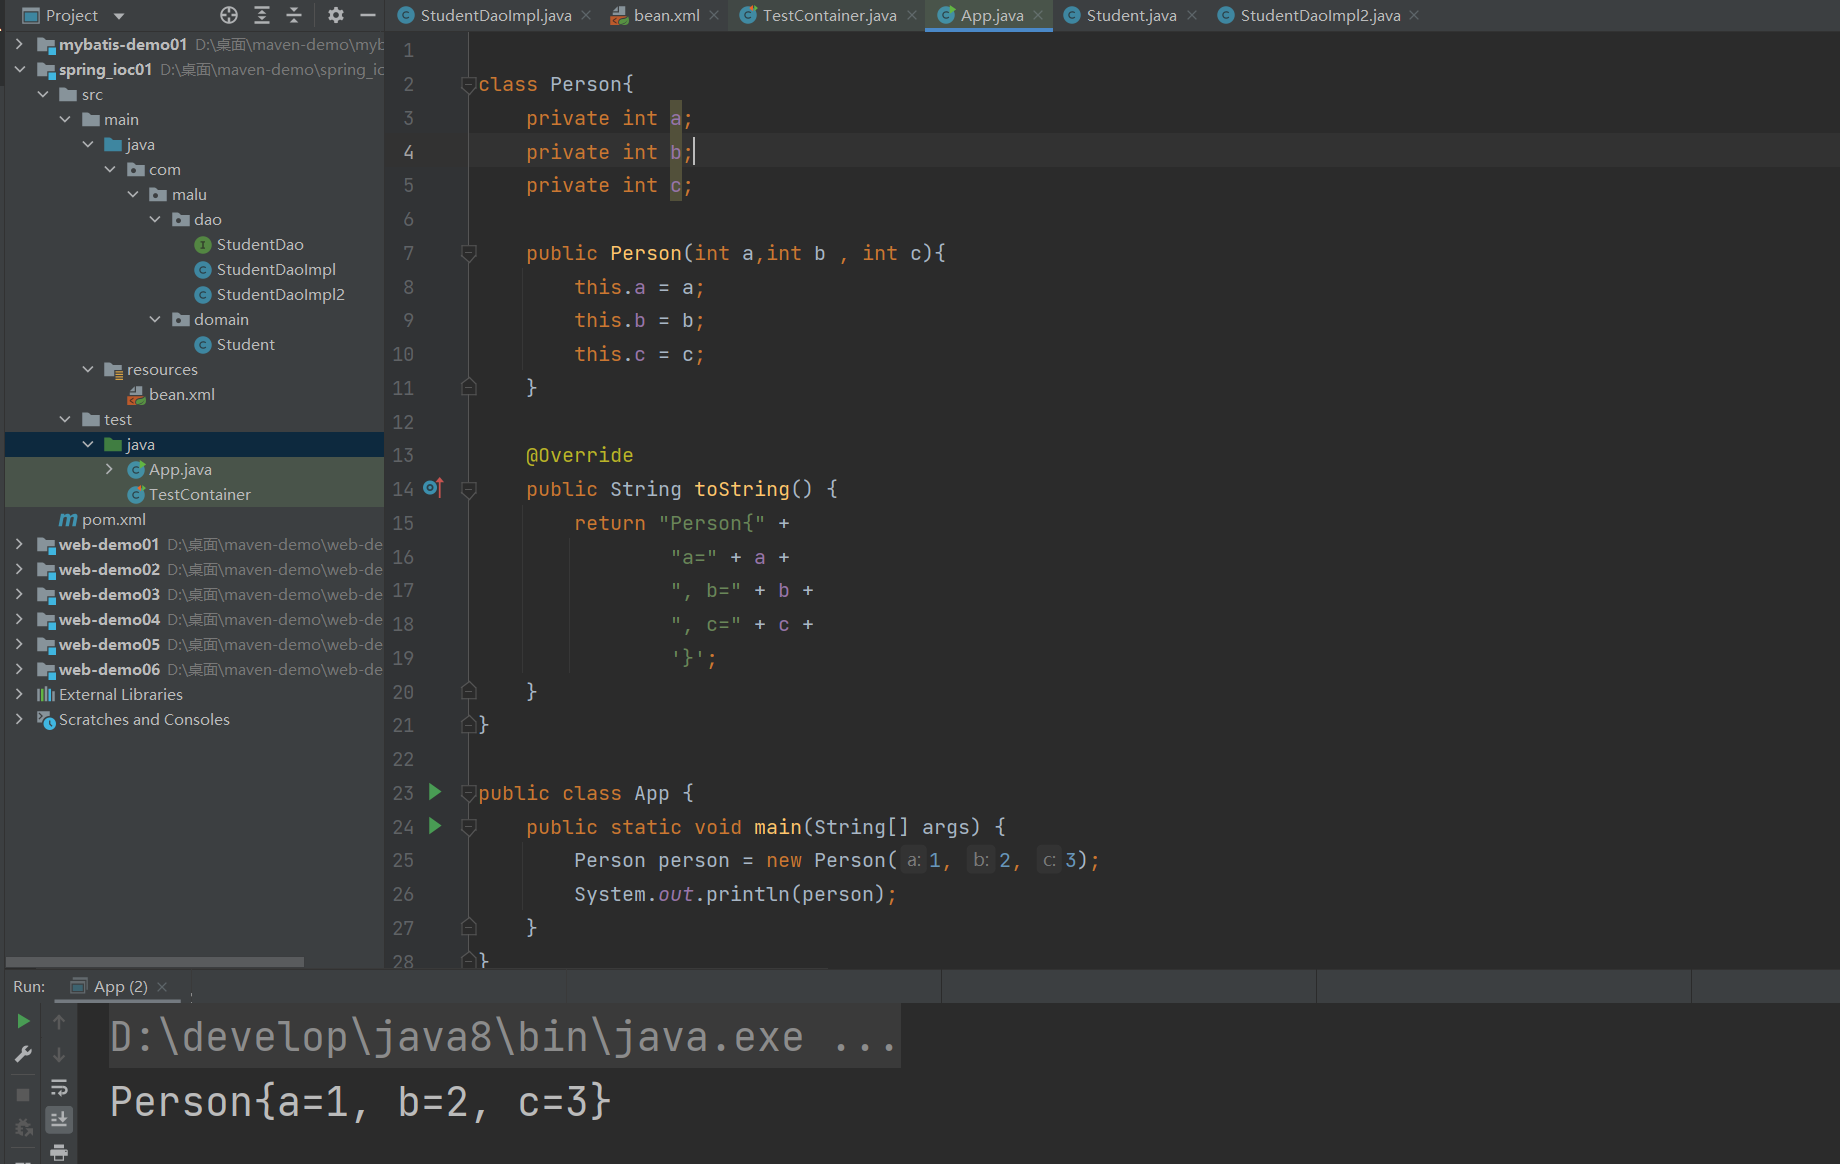 Project
StudentDaoImpl.java
bean.xml
TestContainer.java
App.java
Student.java
StudentDaoImpl2.java
mybatis-demo01 D:\桌面\maven-demo\myb
spring_ioc01 D:\桌面\maven-demo\spring_ic
src
main
java
com
malu
dao
StudentDao
StudentDaoImpl
StudentDaoImpl2
domain
Student
resources
bean.xml
test
java
App.java
TestContainer
pom.xml
web-demo01 D:\桌面\maven-demo\web-de
web-demo02 D:\桌面\maven-demo\web-de
web-demo03 D:\桌面\maven-demo\web-de
web-demo04 D:\桌面\maven-demo\web-de
web-demo05 D:\桌面\maven-demo\web-de
web-demo06 D:\桌面\maven-demo\web-de
External Libraries
Scratches and Consoles
1
2 class Person{
3 private int a;
4 private int b;
5 private int c;
6
7 public Person(int a,int b , int c){
8 this.a = a;
9 this.b = b;
10 this.c = c;
11 }
12
13 @Override
14 public String toString() {
15 return "Person{" +
16 "a=" + a +
17 ", b=" + b +
18 ", c=" + c +
19 '}';
20 }
21 }
22
23 public class App {
24 public static void main(String[] args) {
25 Person person = new Person( a: 1, b: 2, c: 3);
26 System.out.println(person);
27 }
28 }
Run: App (2)
D:\develop\java8\bin\java.exe ...
Person{a=1, b=2, c=3}